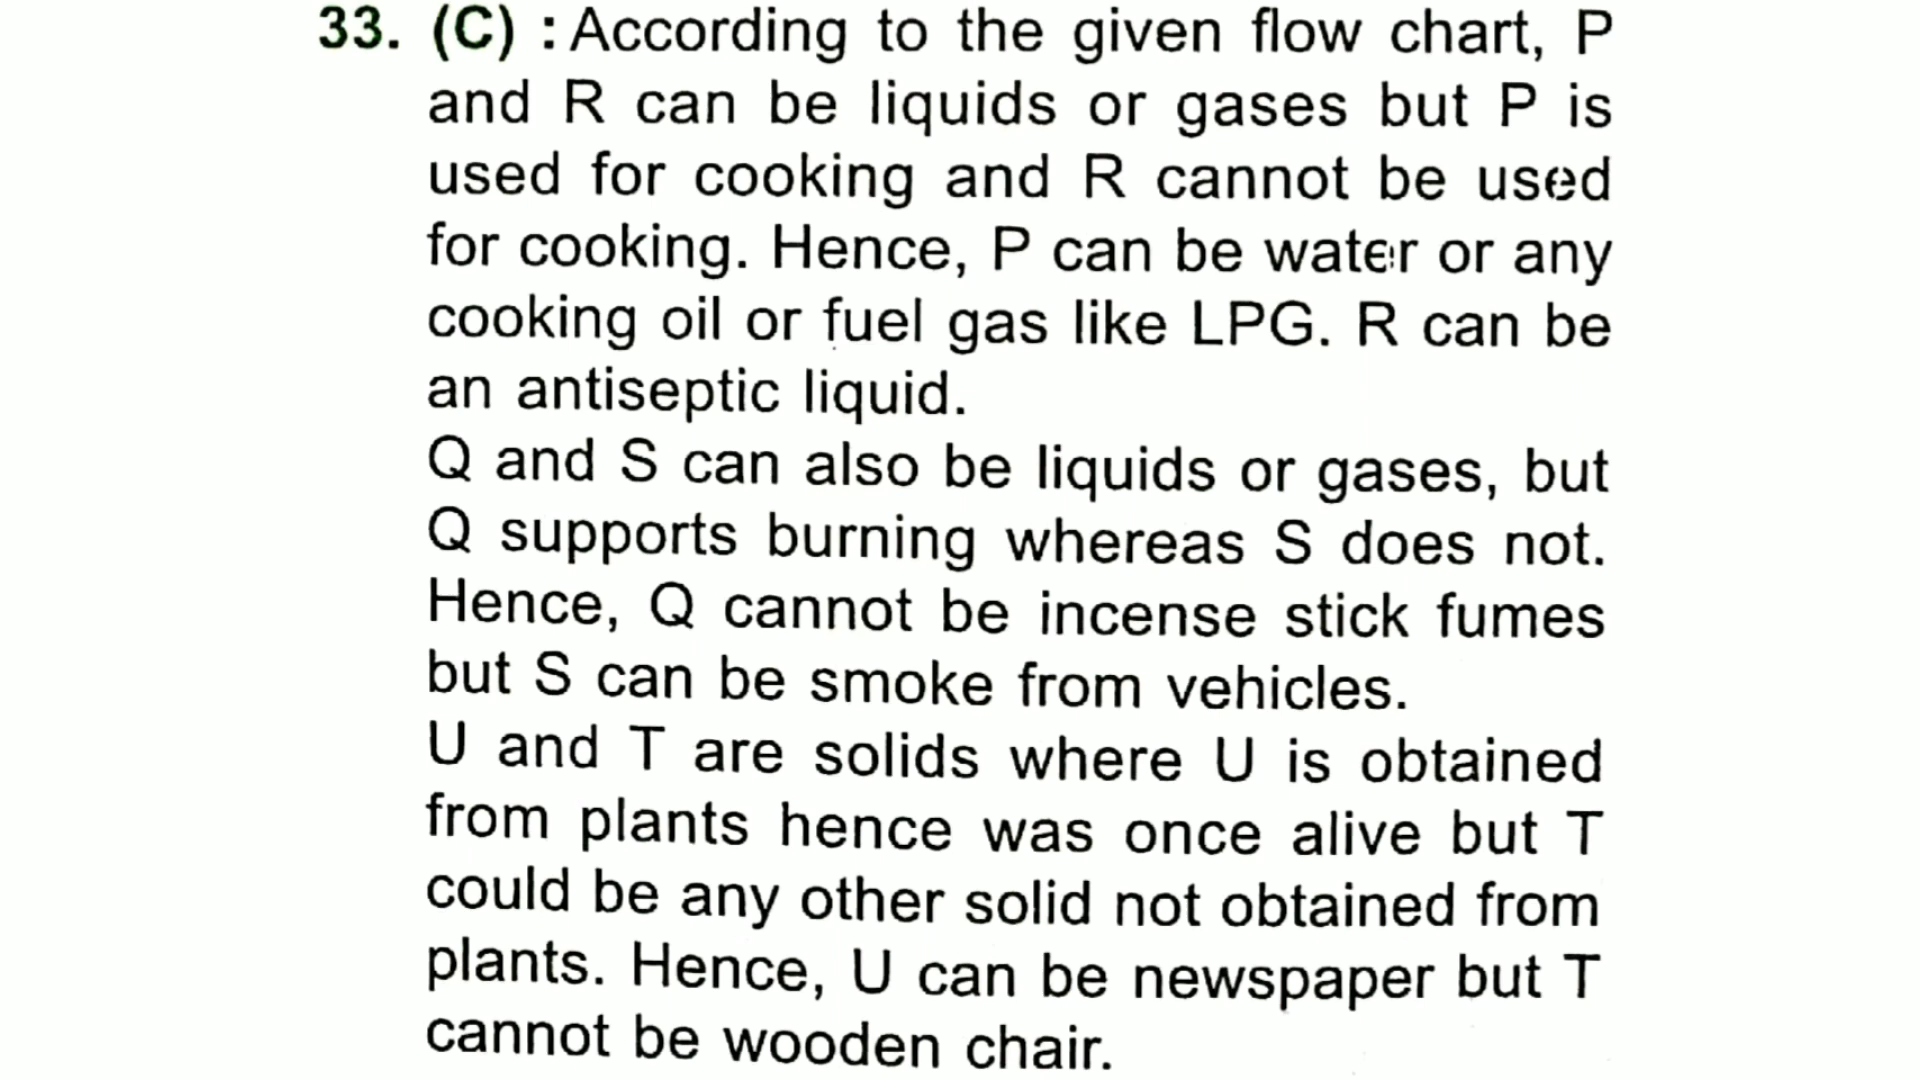 33. (C) : According to the given flow chart, P
and R can be liquids or gases but P is
used for cooking and R cannot be used
for cooking. Hence, P can be water or any
cooking oil or fuel gas like LPG. R can be
an antiseptic liquid.
Q and S can also be liquids or gases, but
Q supports burning whereas S does not.
Hence, Q cannot be incense stick fumes
but S can be smoke from vehicles.
U and T are solids where U is obtained
from plants hence was once alive but T
could be any other solid not obtained from
plants. Hence, U can be newspaper but T
cannot be wooden chair.